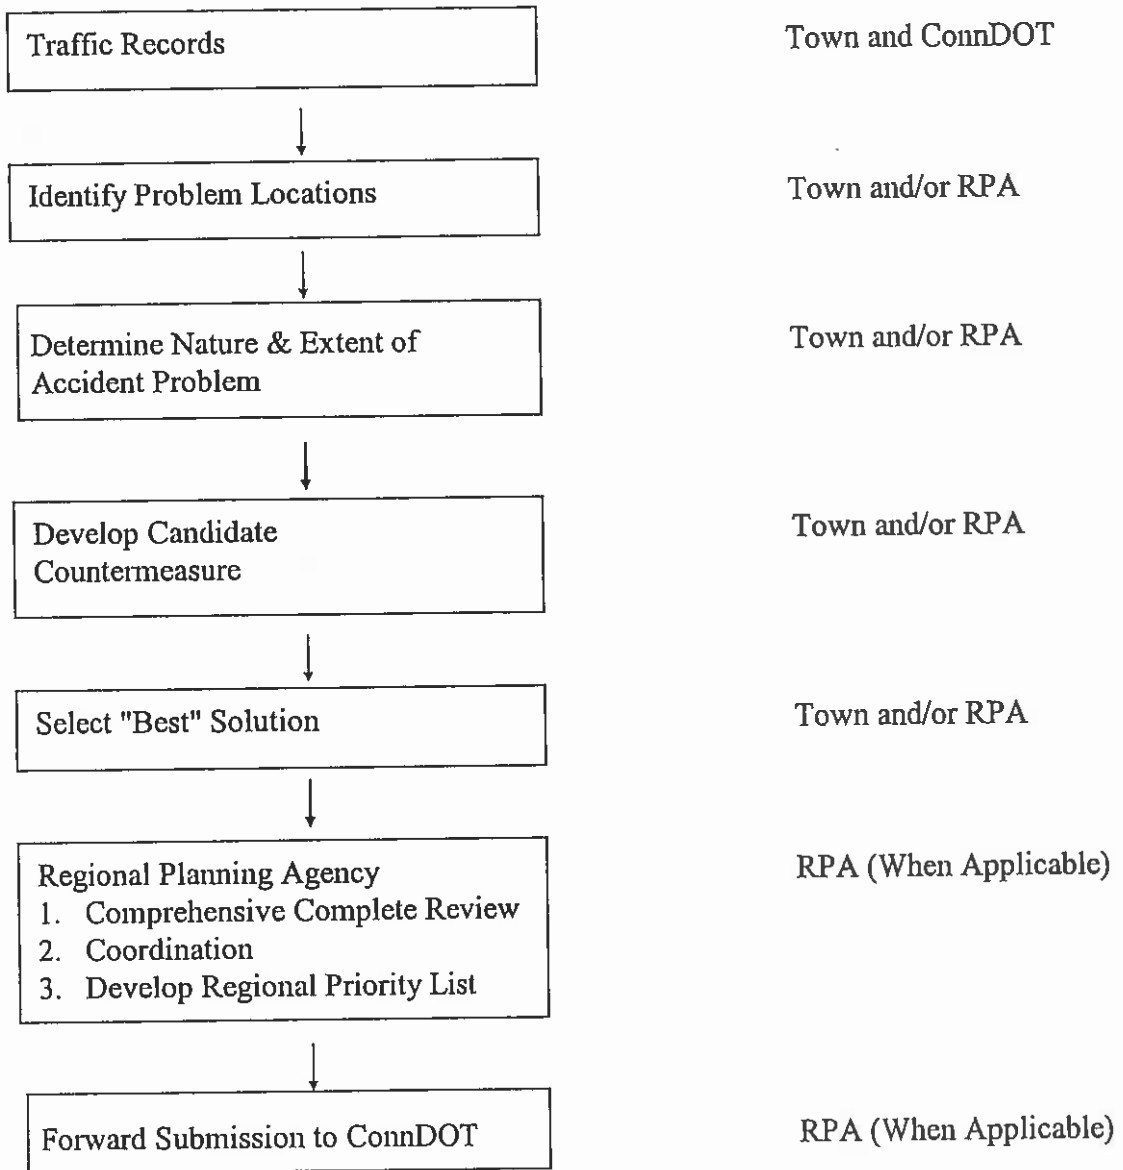 Traffic Records
Town and ConnDOT
Identify Problem Locations
Town and/or RPA
Determine Nature & Extent of
Accident Problem
Town and/or RPA
Develop Candidate
Countermeasure
Town and/or RPA
Select "Best" Solution
Town and/or RPA
Regional Planning Agency
1. Comprehensive Complete Review
2. Coordination
3. Develop Regional Priority List
RPA (When Applicable)
Forward Submission to ConnDOT
RPA (When Applicable)